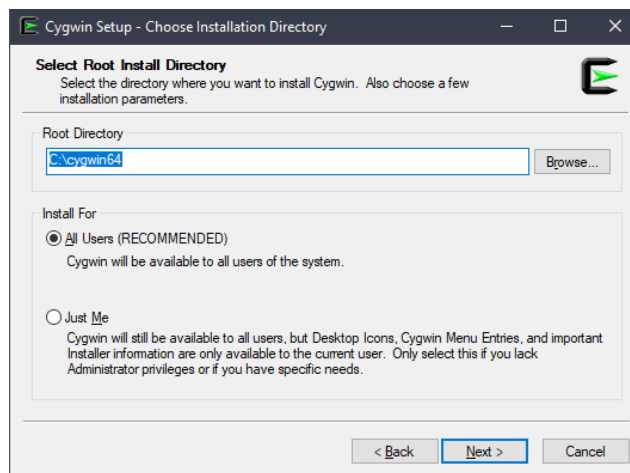 Cygwin Setup - Choose Installation Directory
Select Root Install Directory
Select the directory where you want to install Cygwin. Also choose a few
installation parameters.
Root Directory
C:\cygwin64
Browse...
Install For
All Users (RECOMMENDED)
Cygwin will be available to all users of the system.
Just Me
Cygwin will still be available to all users, but Desktop Icons, Cygwin Menu Entries, and important
Installer information are only available to the current user. Only select this if you lack
Administrator privileges or if you have specific needs.
< Back
Next >
Cancel